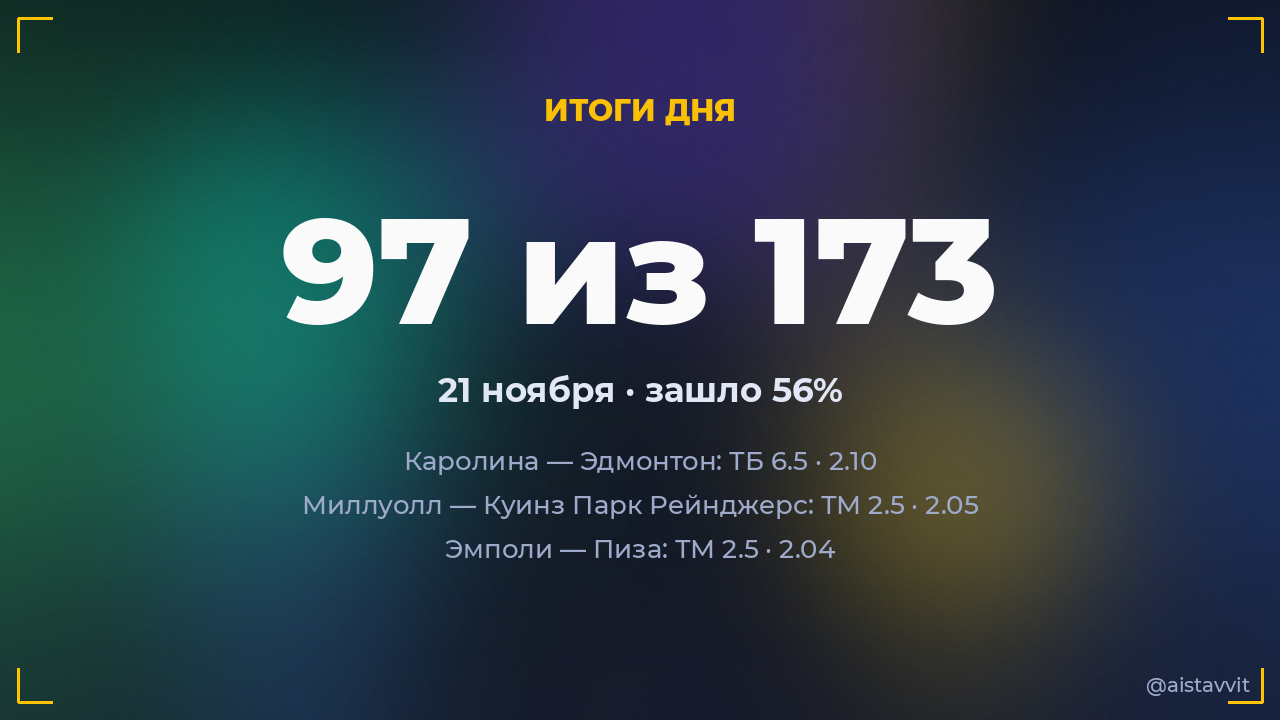 ИТОГИ ДНЯ
97 из 173
21 ноября · зашло 56%
Каролина — Эдмонтон: ТБ 6.5 · 2.10
Миллуолл — Куинз Парк Рейнджерс: ТМ 2.5 · 2.05
Эмполи — Пиза: ТМ 2.5 · 2.04
@aistavvit